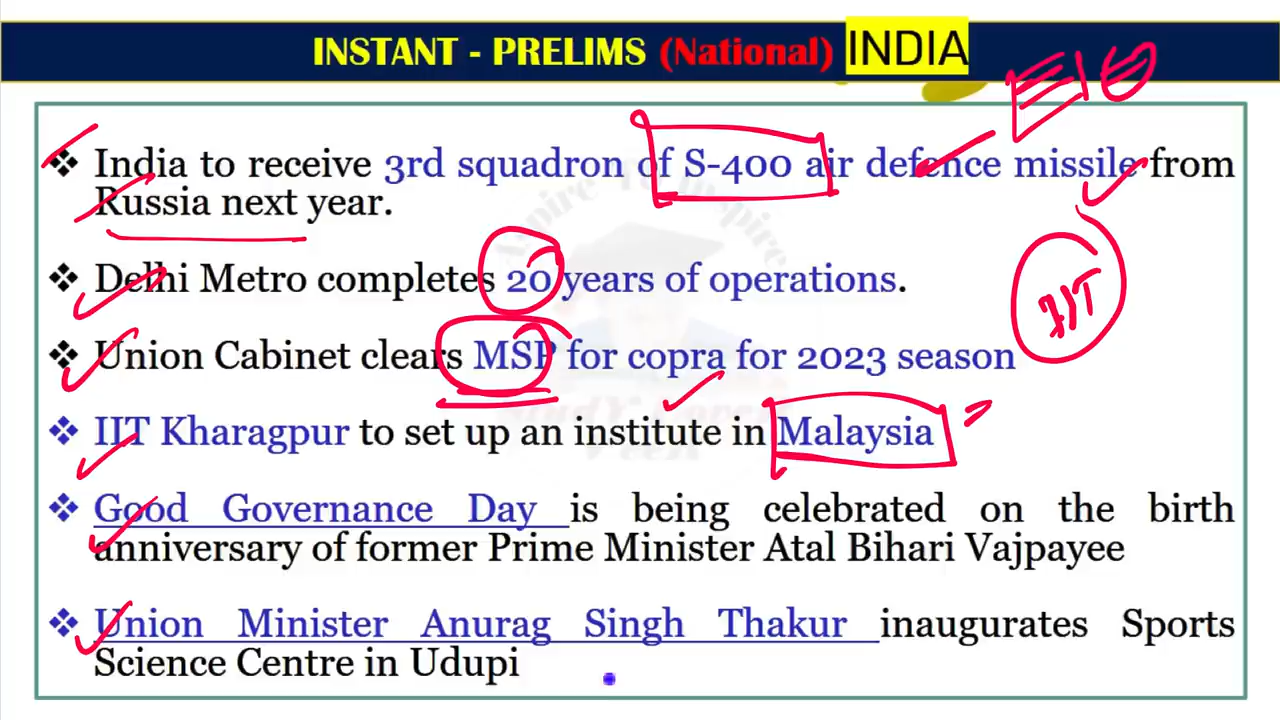 INSTANT - PRELIMS (National) INDIA
❖ India to receive 3rd squadron of S-400 air defence missile from
Russia next year.
❖ Delhi Metro completes 20 years of operations.
❖ Union Cabinet clears MSP for copra for 2023 season
IIT
❖ IIT Kharagpur to set up an institute in Malaysia
❖ Good Governance Day is being celebrated on the birth
anniversary of former Prime Minister Atal Bihari Vajpayee
❖ Union Minister Anurag Singh Thakur inaugurates Sports
Science Centre in Udupi